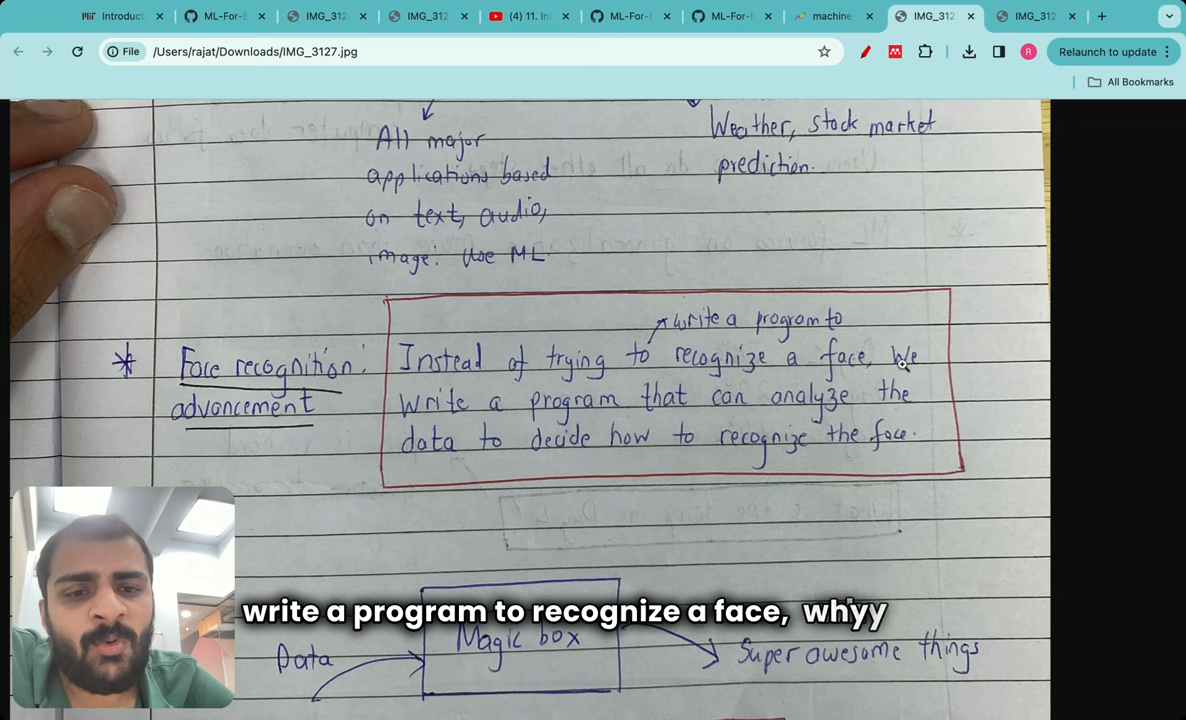 Introduct
ML-For-B
IMG_312
IMG_312
(4) 11. In
ML-For-B
ML-For-B
machine
IMG_312
IMG_312
File
/Users/rajat/Downloads/IMG_3127.jpg
R
Relaunch to update
All Bookmarks
All major
applications based
on text, audio,
image: use ML
Weather, stock market
prediction.
* Face recognition:
advancement
write a program to
Instead of trying to recognize a face, We
write a program that can analyze the
data to decide how to recognize the face.
write a program to recognize a face, whyy
Data
Magic box
Super awesome things